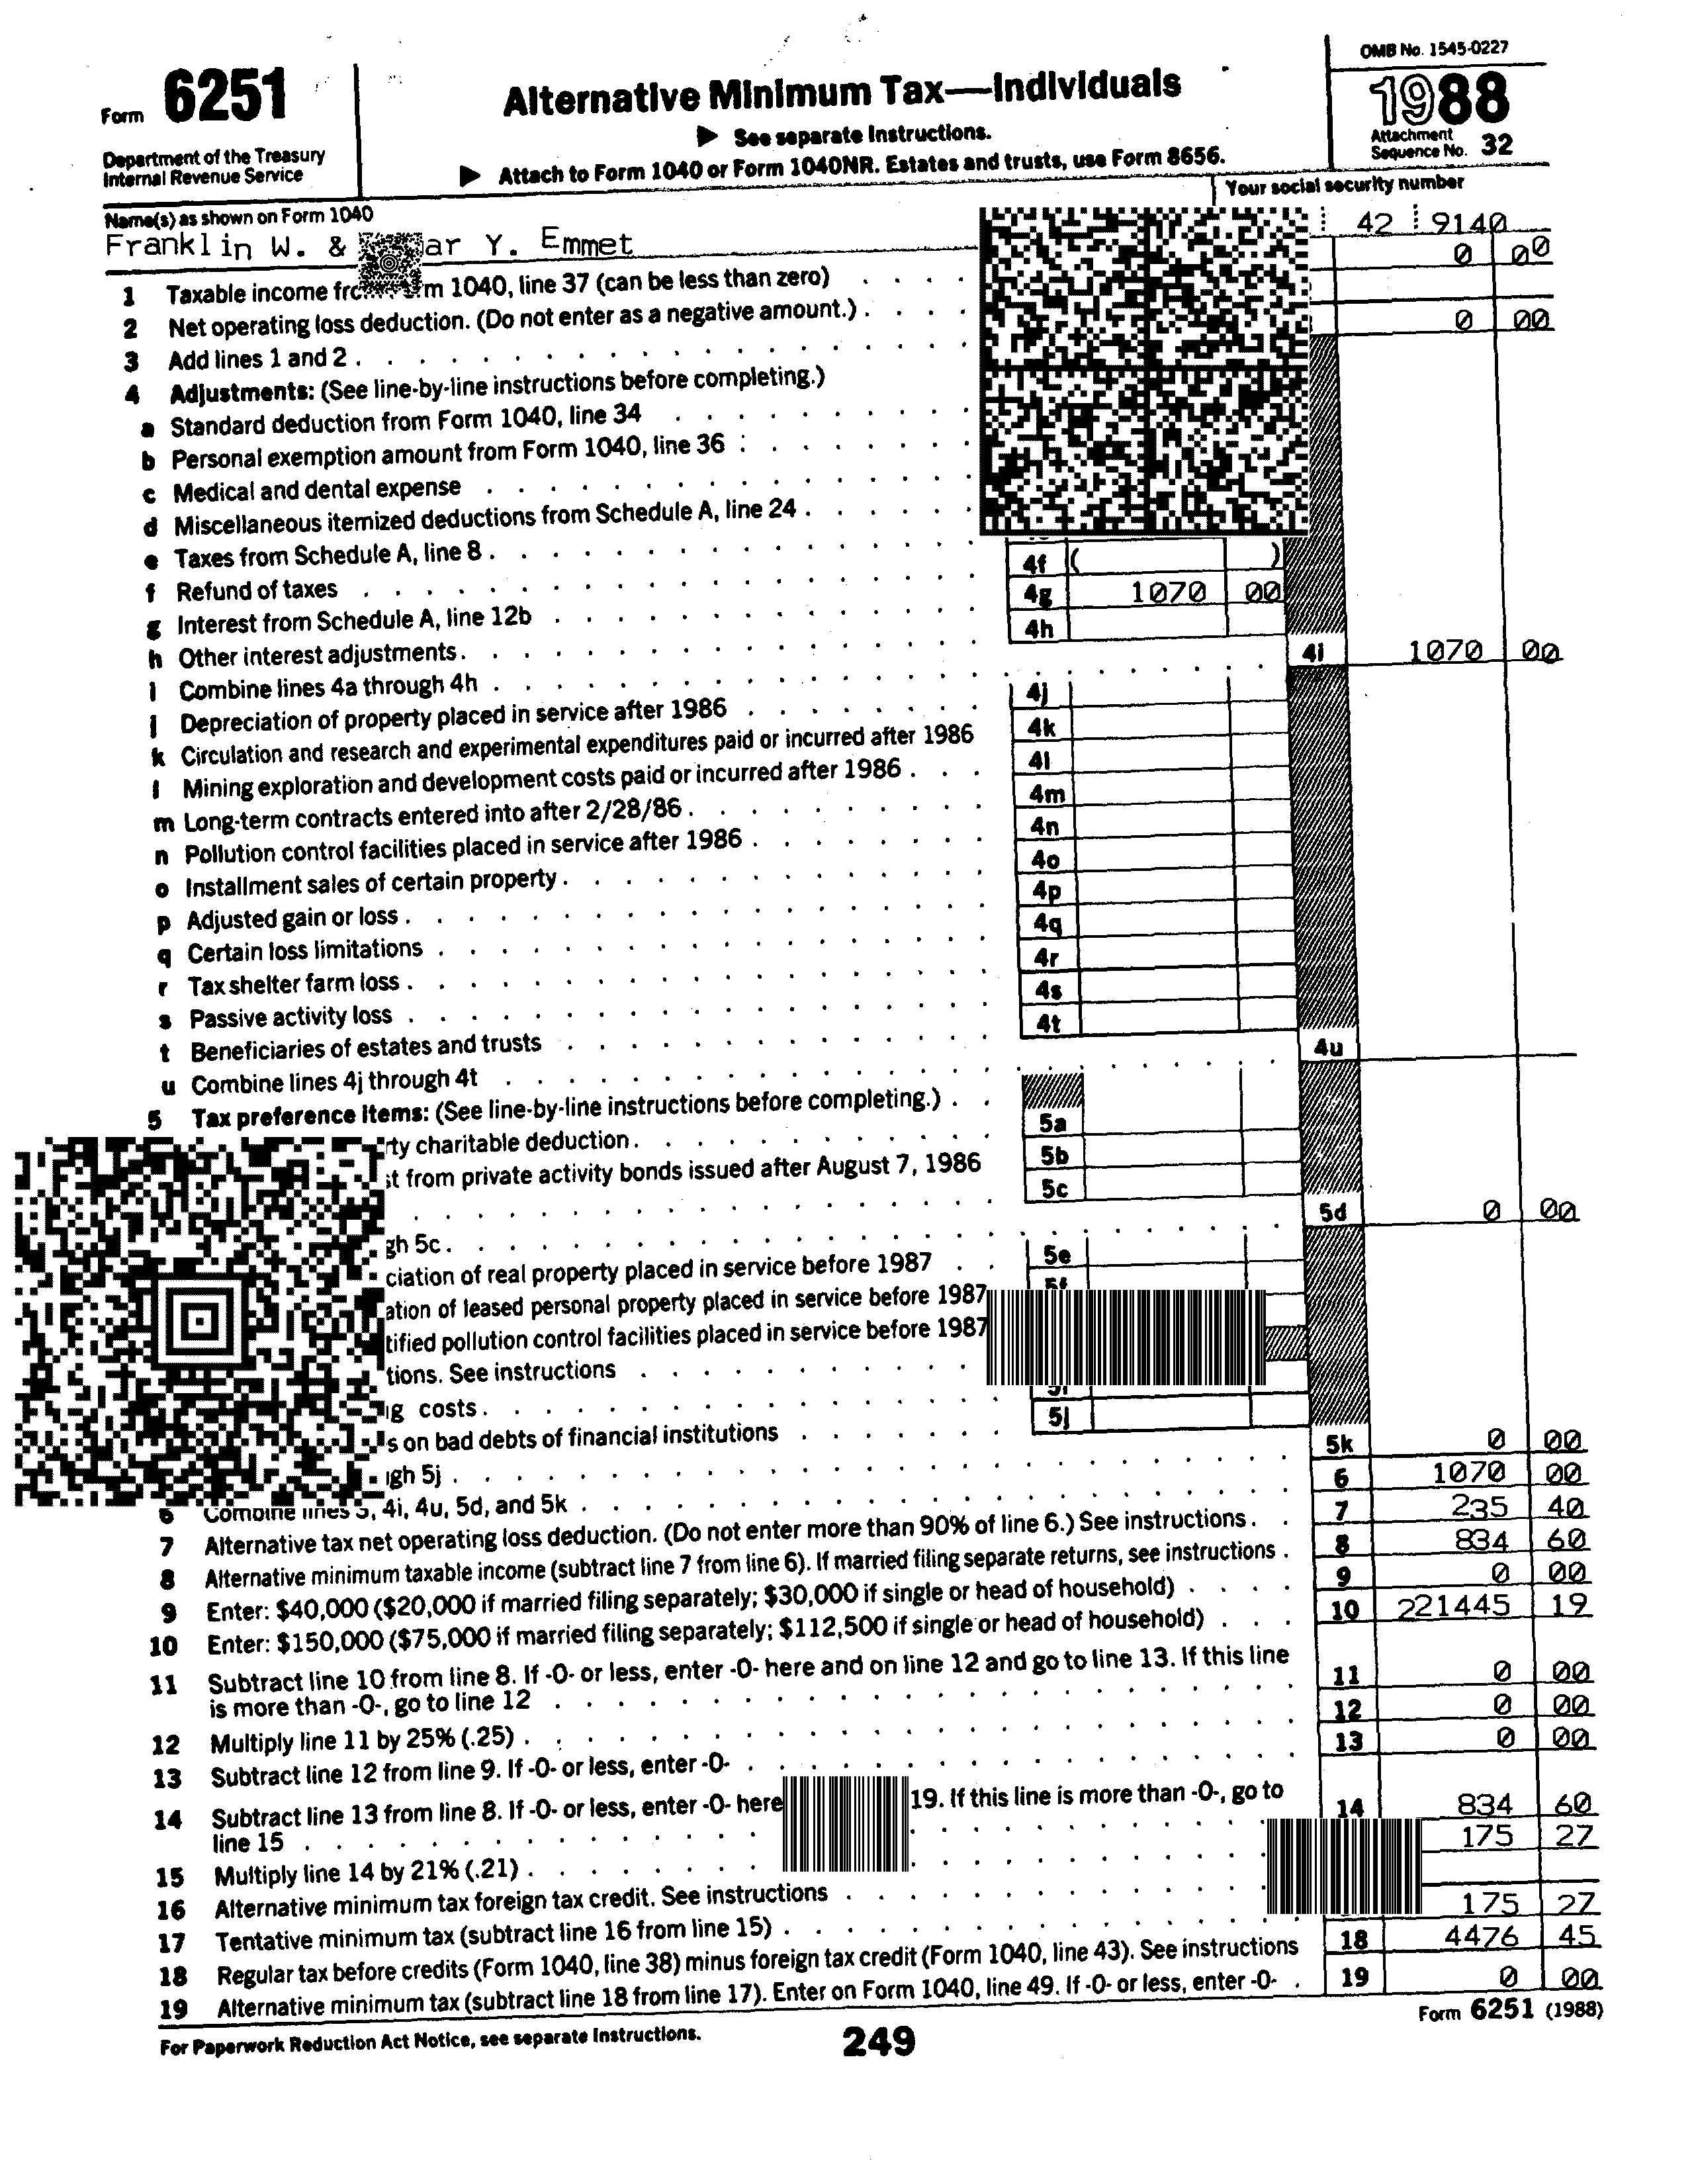 OMB No. 1545-0227
Form 6251
Department of the Treasury
Internal Revenue Service
Alternative Minimum Tax—Individuals
▶ See separate Instructions.
▶ Attach to Form 1040 or Form 1040NR. Estates and trusts, use Form 8656.
1988
Attachment
Sequence No. 32
Name(s) as shown on Form 1040
Your social security number
Franklin W. & ar Y. Emmet 42 9140
1 Taxable income m 1040, line 37 (can be less than zero) . . . . 0 00
2 Net operating loss deduction. (Do not enter as a negative amount.) . . . .
3 Add lines 1 and 2 . . . . 0 00
4 Adjustments: (See line-by-line instructions before completing.)
a Standard deduction from Form 1040, line 34 . . . .
b Personal exemption amount from Form 1040, line 36 : . . . .
c Medical and dental expense . . . .
d Miscellaneous itemized deductions from Schedule A, line 24 . . . .
e Taxes from Schedule A, line 8 . . . .
f Refund of taxes . . . . 4f ( )
g Interest from Schedule A, line 12b . . . . 4g 1070 00
h Other interest adjustments . . . . 4h
i Combine lines 4a through 4h . . . . 4i 1070 00
j Depreciation of property placed in service after 1986 . . . . 4j
k Circulation and research and experimental expenditures paid or incurred after 1986 4k
l Mining exploration and development costs paid or incurred after 1986 . . . 4l
m Long-term contracts entered into after 2/28/86 . . . . 4m
n Pollution control facilities placed in service after 1986 . . . . 4n
o Installment sales of certain property . . . . 4o
p Adjusted gain or loss . . . . 4p
q Certain loss limitations . . . . 4q
r Tax shelter farm loss . . . . 4r
s Passive activity loss . . . . 4s
t Beneficiaries of estates and trusts . . . . 4t
u Combine lines 4j through 4t . . . . 4u
5 Tax preference items: (See line-by-line instructions before completing.) . .
rty charitable deduction . . . . 5a
st from private activity bonds issued after August 7, 1986 5b
. . . . 5c
gh 5c . . . . 5d 0 00
ciation of real property placed in service before 1987 . . 5e
ation of leased personal property placed in service before 1987
tified pollution control facilities placed in service before 1987
tions. See instructions . . . .
g costs . . . .
s on bad debts of financial institutions . . . . 5j
gh 5j . . . . 5k 0 00
6 Combine lines 3, 4i, 4u, 5d, and 5k . . . . 6 1070 00
7 Alternative tax net operating loss deduction. (Do not enter more than 90% of line 6.) See instructions . . 7 235 40
8 Alternative minimum taxable income (subtract line 7 from line 6). If married filing separate returns, see instructions . 8 834 60
9 Enter: $40,000 ($20,000 if married filing separately; $30,000 if single or head of household) . . . . 9 0 00
10 Enter: $150,000 ($75,000 if married filing separately; $112,500 if single or head of household) . . . 10 221445 19
11 Subtract line 10 from line 8. If -0- or less, enter -0- here and on line 12 and go to line 13. If this line
is more than -0-, go to line 12 . . . . 11 0 00
12 Multiply line 11 by 25% (.25) . . . . 12 0 00
13 Subtract line 12 from line 9. If -0- or less, enter -0- . . . . 13 0 00
14 Subtract line 13 from line 8. If -0- or less, enter -0- here 19. If this line is more than -0-, go to
line 15 . . . . 14 834 60
15 Multiply line 14 by 21% (.21) . . . . 175 27
16 Alternative minimum tax foreign tax credit. See instructions . . . .
17 Tentative minimum tax (subtract line 16 from line 15) . . . . 175 27
18 Regular tax before credits (Form 1040, line 38) minus foreign tax credit (Form 1040, line 43). See instructions 18 4476 45
19 Alternative minimum tax (subtract line 18 from line 17). Enter on Form 1040, line 49. If -0- or less, enter -0- . 19 0 00
For Paperwork Reduction Act Notice, see separate Instructions.
249
Form 6251 (1988)